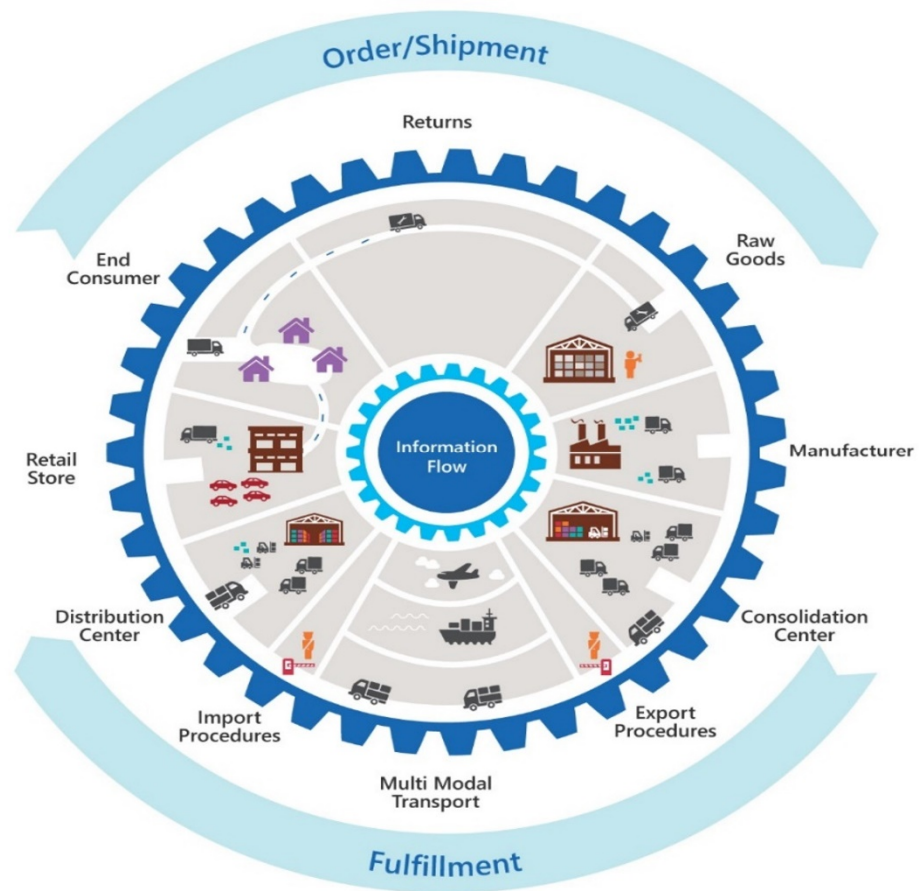 Order/Shipment
Returns
End
Consumer
Raw
Goods
Information
Flow
Retail
Store
Manufacturer
Distribution
Center
Consolidation
Center
Import
Procedures
Export
Procedures
Multi Modal
Transport
Fulfillment